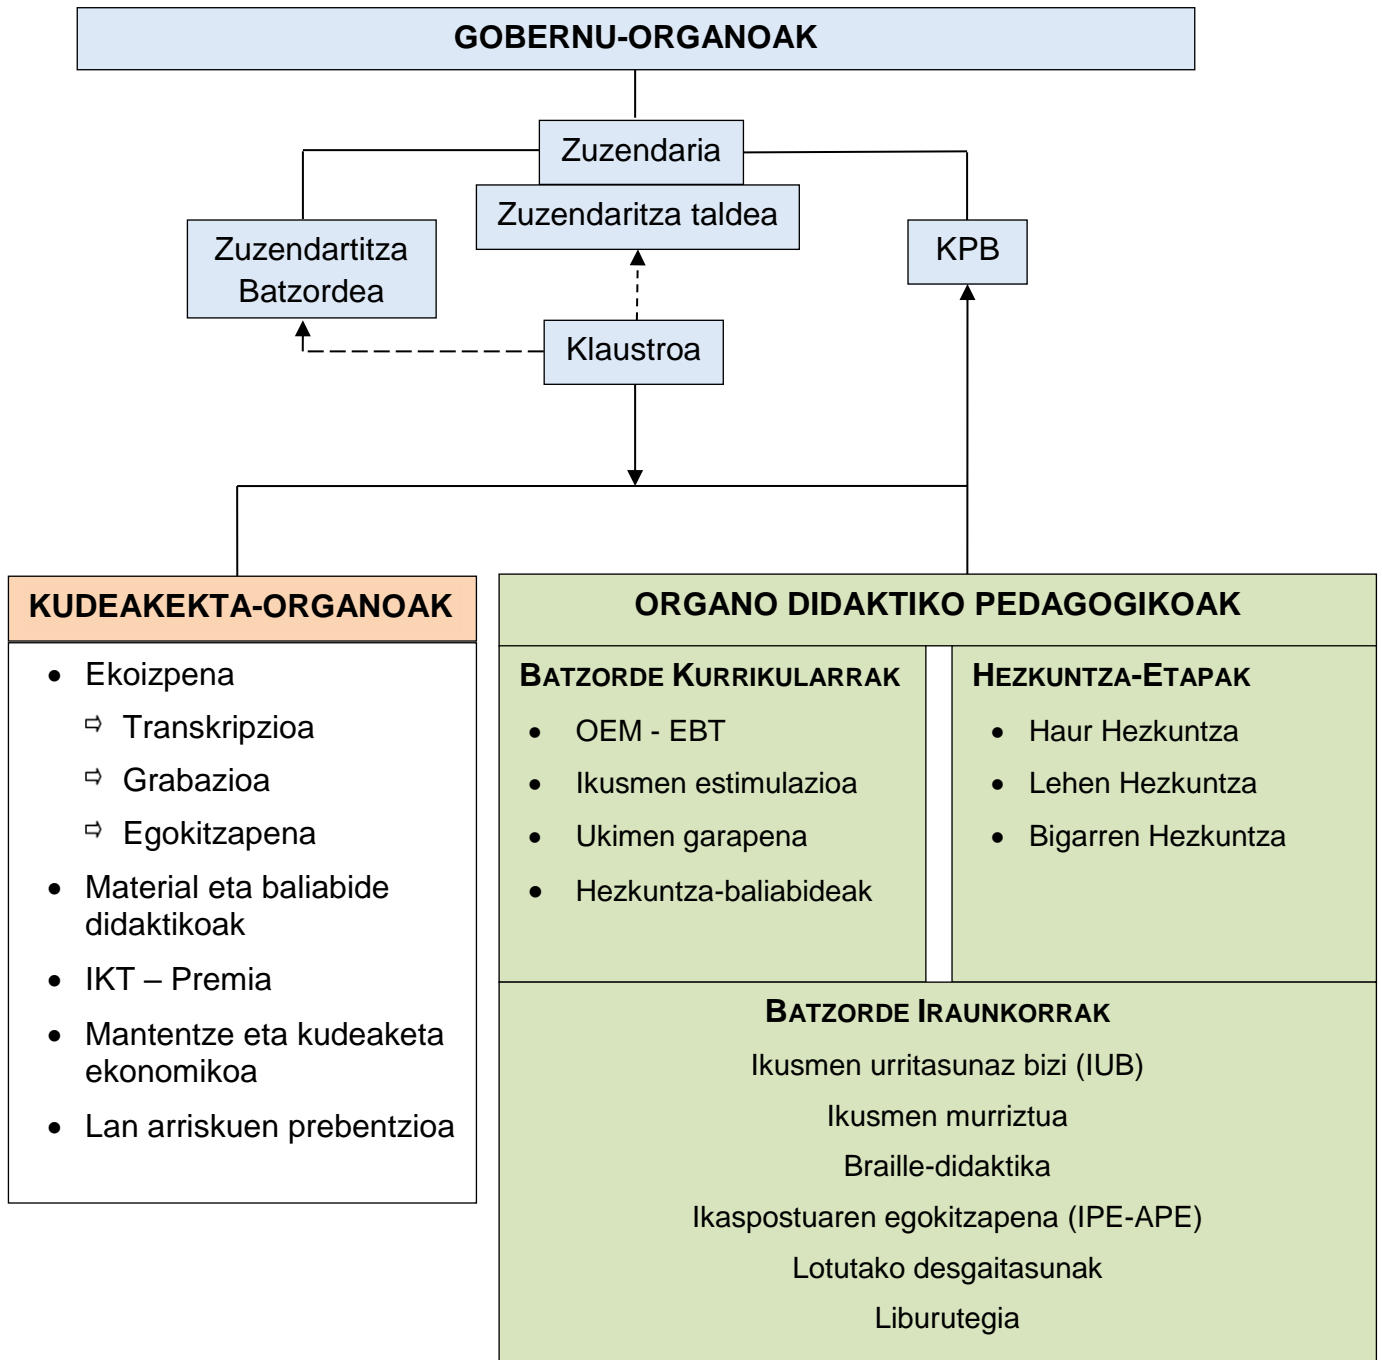 GOBERNU-ORGANOAK
Zuzendaria
Zuzendaritza taldea
Zuzendartitza
Batzordea
KPB
Klaustroa
KUDEAKEKTA-ORGANOAK
• Ekoizpena
⇨ Transkripzioa
⇨ Grabazioa
⇨ Egokitzapena
• Material eta baliabide
didaktikoak
• IKT – Premia
• Mantentze eta kudeaketa
ekonomikoa
• Lan arriskuen prebentzioa
ORGANO DIDAKTIKO PEDAGOGIKOAK
BATZORDE KURRIKULARRAK
• OEM - EBT
• Ikusmen estimulazioa
• Ukimen garapena
• Hezkuntza-baliabideak
HEZKUNTZA-ETAPAK
• Haur Hezkuntza
• Lehen Hezkuntza
• Bigarren Hezkuntza
BATZORDE IRAUNKORRAK
Ikusmen urritasunaz bizi (IUB)
Ikusmen murriztua
Braille-didaktika
Ikaspostuaren egokitzapena (IPE-APE)
Lotutako desgaitasunak
Liburutegia